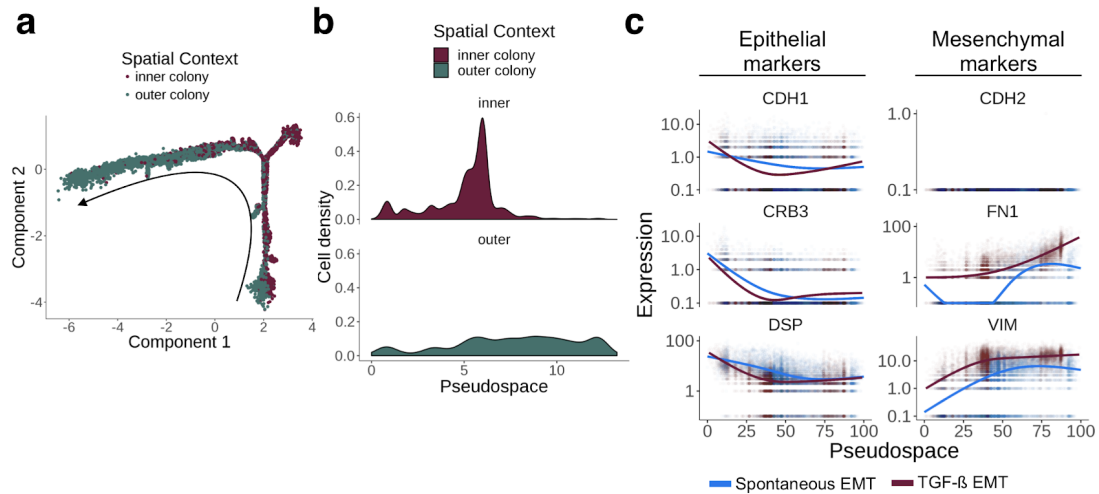 a
Spatial Context
inner colony
outer colony
Component 2
0
-2
-4
-6
-4
-2
0
2
4
Component 1
b
Spatial Context
inner colony
outer colony
inner
Cell density
0.6
0.4
0.2
0.0
outer
0.6
0.4
0.2
0.0
0
5
10
Pseudospace
c
Epithelial
markers
Mesenchymal
markers
Expression
CDH1
10.0
1.0
0.1
CDH2
1.0
0.1
CRB3
10.0
1.0
0.1
FN1
100
1
DSP
100
1
VIM
10.0
1.0
0.1
0 25 50 75 100
0 25 50 75 100
Pseudospace
Spontaneous EMT
TGF-ß EMT